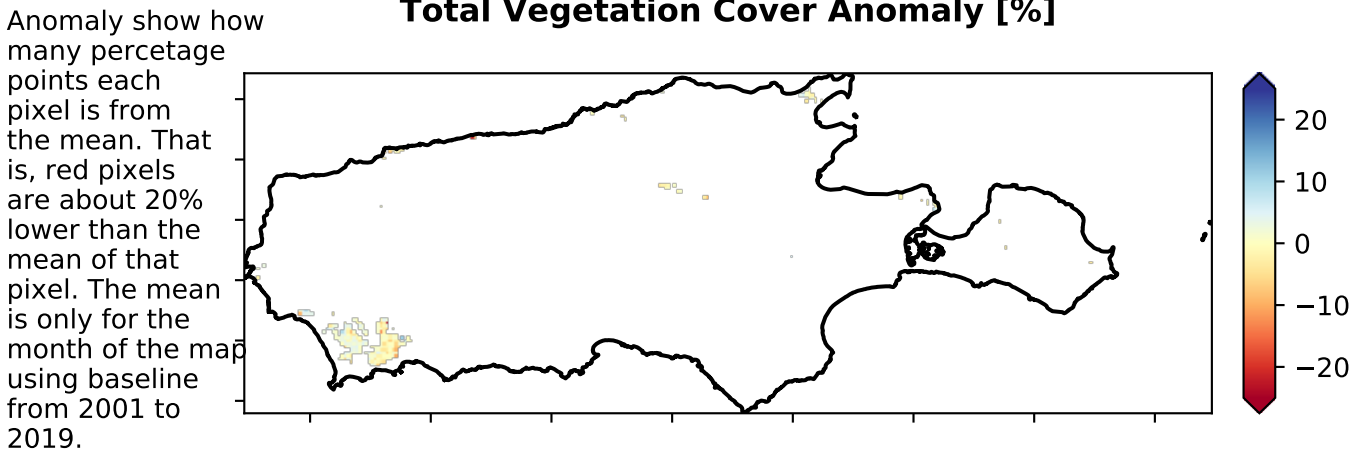 Total Vegetation Cover Anomaly [%]
Anomaly show how
many percetage
points each
pixel is from
the mean. That
is, red pixels
are about 20%
lower than the
mean of that
pixel. The mean
is only for the
month of the map
using baseline
from 2001 to
2019.
20
10
0
−10
−20